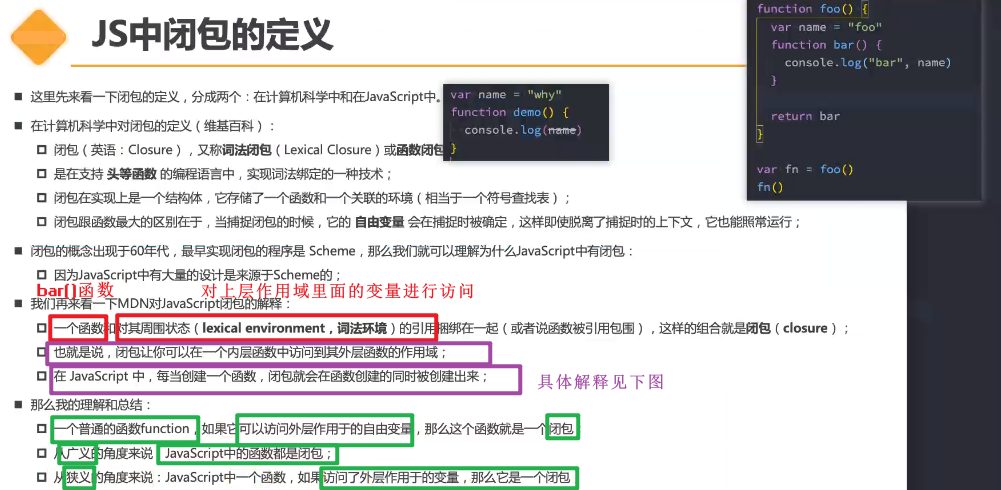 JS中闭包的定义
function foo() {
var name = "foo"
function bar() {
console.log("bar", name)
}
return bar
}
var fn = foo()
fn()
var name = "why"
function demo() {
console.log(name)
}
这里先来看一下闭包的定义，分成两个：在计算机科学中和在JavaScript中。
在计算机科学中对闭包的定义（维基百科）：
闭包（英语：Closure），又称词法闭包（Lexical Closure）或函数闭包
是在支持 头等函数 的编程语言中，实现词法绑定的一种技术；
闭包在实现上是一个结构体，它存储了一个函数和一个关联的环境（相当于一个符号查找表）；
闭包跟函数最大的区别在于，当捕捉闭包的时候，它的 自由变量 会在捕捉时被确定，这样即使脱离了捕捉时的上下文，它也能照常运行；
闭包的概念出现于60年代，最早实现闭包的程序是 Scheme，那么我们就可以理解为什么JavaScript中有闭包：
因为JavaScript中有大量的设计是来源于Scheme的；
bar()函数 对上层作用域里面的变量进行访问
我们再来看一下MDN对JavaScript闭包的解释：
一个函数和对其周围状态（lexical environment，词法环境）的引用捆绑在一起（或者说函数被引用包围），这样的组合就是闭包（closure）；
也就是说，闭包让你可以在一个内层函数中访问到其外层函数的作用域；
在 JavaScript 中，每当创建一个函数，闭包就会在函数创建的同时被创建出来；
具体解释见下图
那么我的理解和总结：
一个普通的函数function，如果它可以访问外层作用于的自由变量，那么这个函数就是一个闭包；
从广义的角度来说：JavaScript中的函数都是闭包；
从狭义的角度来说：JavaScript中一个函数，如果访问了外层作用于的变量，那么它是一个闭包